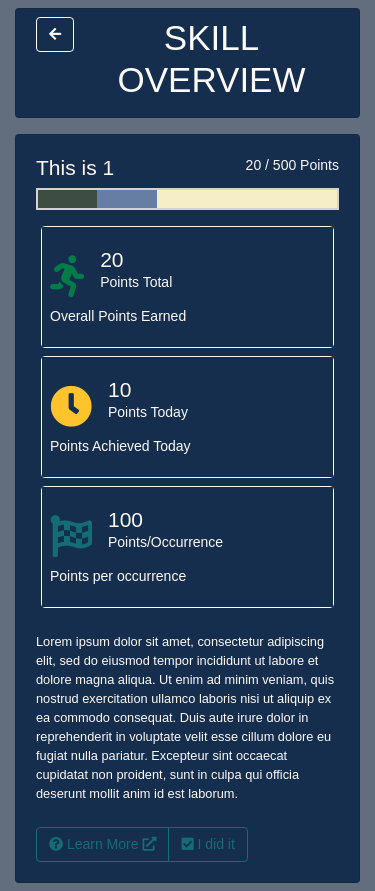 SKILL
OVERVIEW
This is 1
20 / 500 Points
20
Points Total
Overall Points Earned
10
Points Today
Points Achieved Today
100
Points/Occurrence
Points per occurrence
Lorem ipsum dolor sit amet, consectetur adipiscing
elit, sed do eiusmod tempor incididunt ut labore et
dolore magna aliqua. Ut enim ad minim veniam, quis
nostrud exercitation ullamco laboris nisi ut aliquip ex
ea commodo consequat. Duis aute irure dolor in
reprehenderit in voluptate velit esse cillum dolore eu
fugiat nulla pariatur. Excepteur sint occaecat
cupidatat non proident, sunt in culpa qui officia
deserunt mollit anim id est laborum.
Learn More
I did it